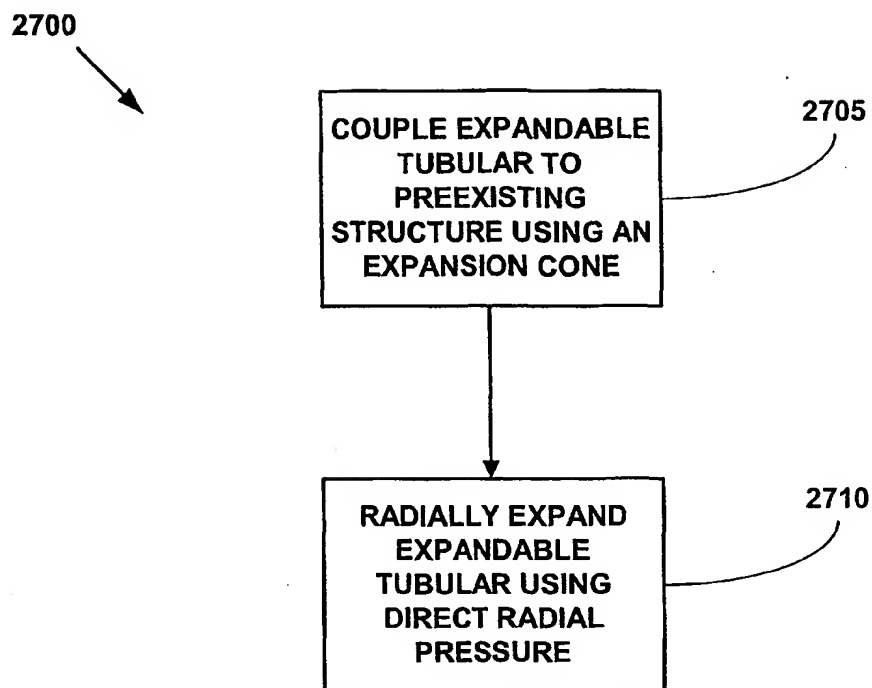 2700
COUPLE EXPANDABLE
TUBULAR TO
PREEXISTING
STRUCTURE USING AN
EXPANSION CONE
2705
RADIALLY EXPAND
EXPANDABLE
TUBULAR USING
DIRECT RADIAL
PRESSURE
2710